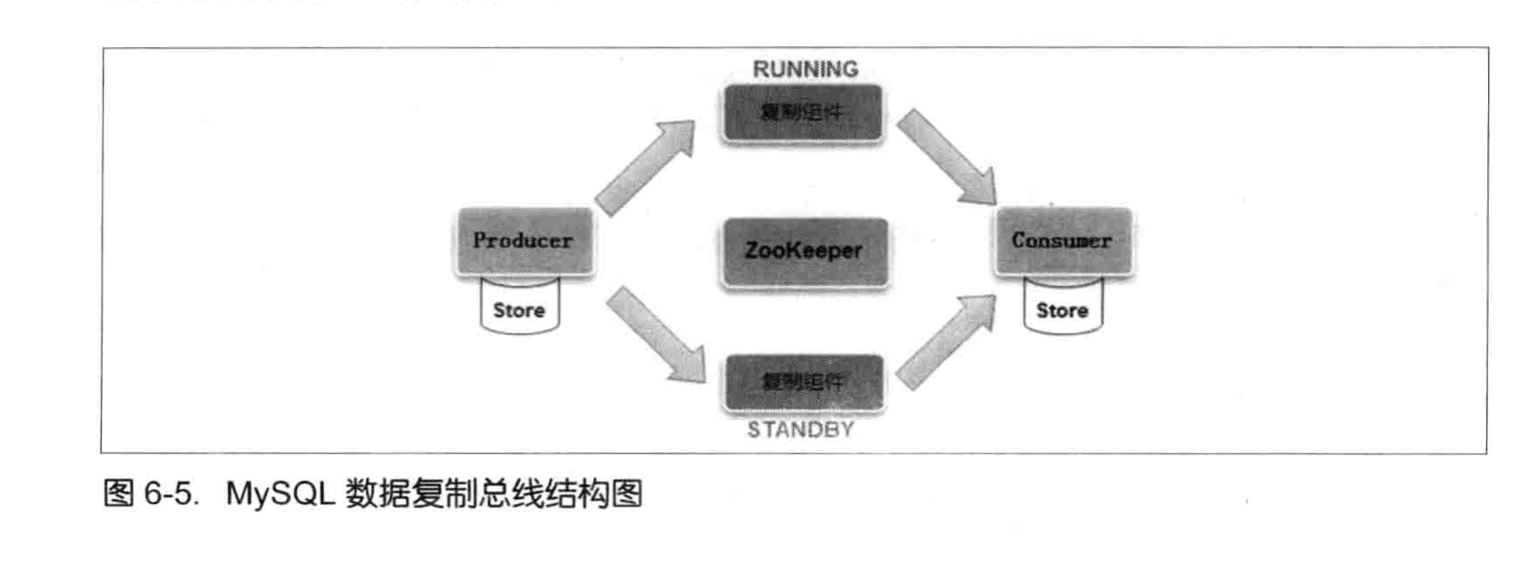 RUNNING
复制组件
Producer
ZooKeeper
Consumer
Store
Store
复制组件
STANDBY
图 6-5. MySQL 数据复制总线结构图